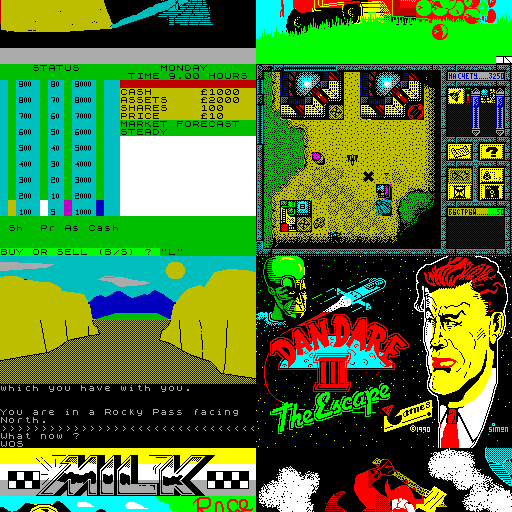 STATUS
MONDAY
TIME 9.00 HOURS
900 90 9000
800 80 8000
700 70 7000
600 60 6000
500 50 5000
400 40 4000
300 30 3000
200 20 2000
100 10 1000
5
Sh Pr As Cash
CASH £1000
ASSETS £2000
SHARES 100
PRICE £10
MARKET FORECAST
STEADY
BUY OR SELL (B/S) ? "L"
НАСЧЕТУ....3250
?
БЫСТРЫЙ.....50
which you have with you.
You are in a Rocky Pass facing
North.
>>>>>>>>>>>>>>>>>>>>>>>>>>>>>>>>
What now ?
WOS
DAN DARE
III
The Escape
Games
©1990
simon
MILK
Race